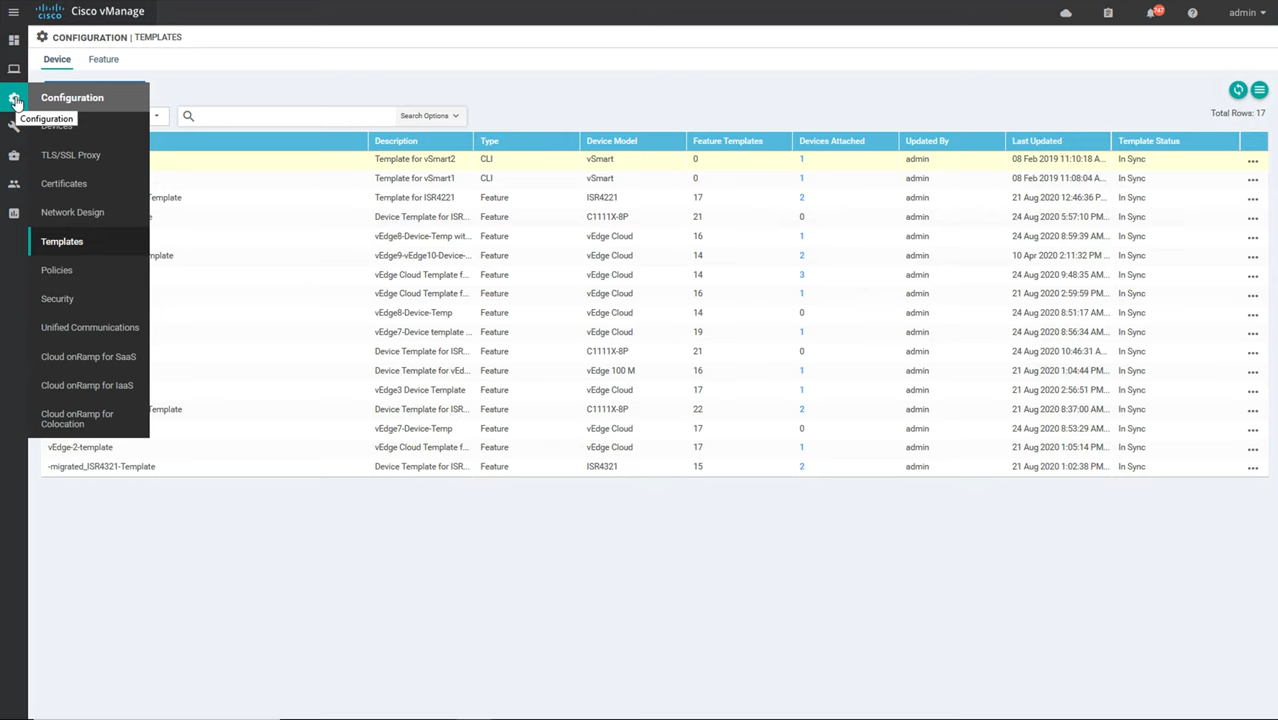 cisco Cisco vManage
747
admin
CONFIGURATION | TEMPLATES
Device Feature
Configuration
Configuration
Devices
TLS/SSL Proxy
Certificates
Network Design
Templates
Policies
Security
Unified Communications
Cloud onRamp for SaaS
Cloud onRamp for IaaS
Cloud onRamp for
Colocation
Search Options
Total Rows: 17
Description Type Device Model Feature Templates Devices Attached Updated By Last Updated Template Status
Template for vSmart2 CLI vSmart 0 1 admin 08 Feb 2019 11:10:18 A... In Sync ...
Template for vSmart1 CLI vSmart 0 1 admin 08 Feb 2019 11:08:04 A... In Sync ...
Template Template for ISR4221 Feature ISR4221 17 2 admin 21 Aug 2020 12:46:36 P... In Sync ...
e Device Template for ISR... Feature C1111X-8P 21 0 admin 24 Aug 2020 5:57:10 PM... In Sync ...
vEdge8-Device-Temp wit... Feature vEdge Cloud 16 1 admin 24 Aug 2020 8:59:39 AM... In Sync ...
mplate vEdge9-vEdge10-Device-... Feature vEdge Cloud 14 2 admin 10 Apr 2020 2:11:32 PM ... In Sync ...
vEdge Cloud Template f... Feature vEdge Cloud 14 3 admin 24 Aug 2020 9:48:35 AM... In Sync ...
vEdge Cloud Template f... Feature vEdge Cloud 16 1 admin 21 Aug 2020 2:59:59 PM... In Sync ...
vEdge8-Device-Temp Feature vEdge Cloud 14 0 admin 24 Aug 2020 8:51:17 AM... In Sync ...
vEdge7-Device template ... Feature vEdge Cloud 19 1 admin 24 Aug 2020 8:56:34 AM... In Sync ...
Device Template for ISR... Feature C1111X-8P 21 0 admin 24 Aug 2020 10:46:31 A... In Sync ...
Device Template for vEd... Feature vEdge 100 M 16 1 admin 21 Aug 2020 1:04:44 PM... In Sync ...
vEdge3 Device Template Feature vEdge Cloud 17 1 admin 21 Aug 2020 2:56:51 PM... In Sync ...
Template Device Template for ISR... Feature C1111X-8P 22 2 admin 21 Aug 2020 8:37:00 AM... In Sync ...
vEdge7-Device-Temp Feature vEdge Cloud 17 0 admin 24 Aug 2020 8:53:29 AM... In Sync ...
vEdge-2-template vEdge Cloud Template f... Feature vEdge Cloud 17 1 admin 21 Aug 2020 1:05:14 PM... In Sync ...
-migrated_ISR4321-Template Device Template for ISR... Feature ISR4321 15 2 admin 21 Aug 2020 1:02:38 PM... In Sync ...